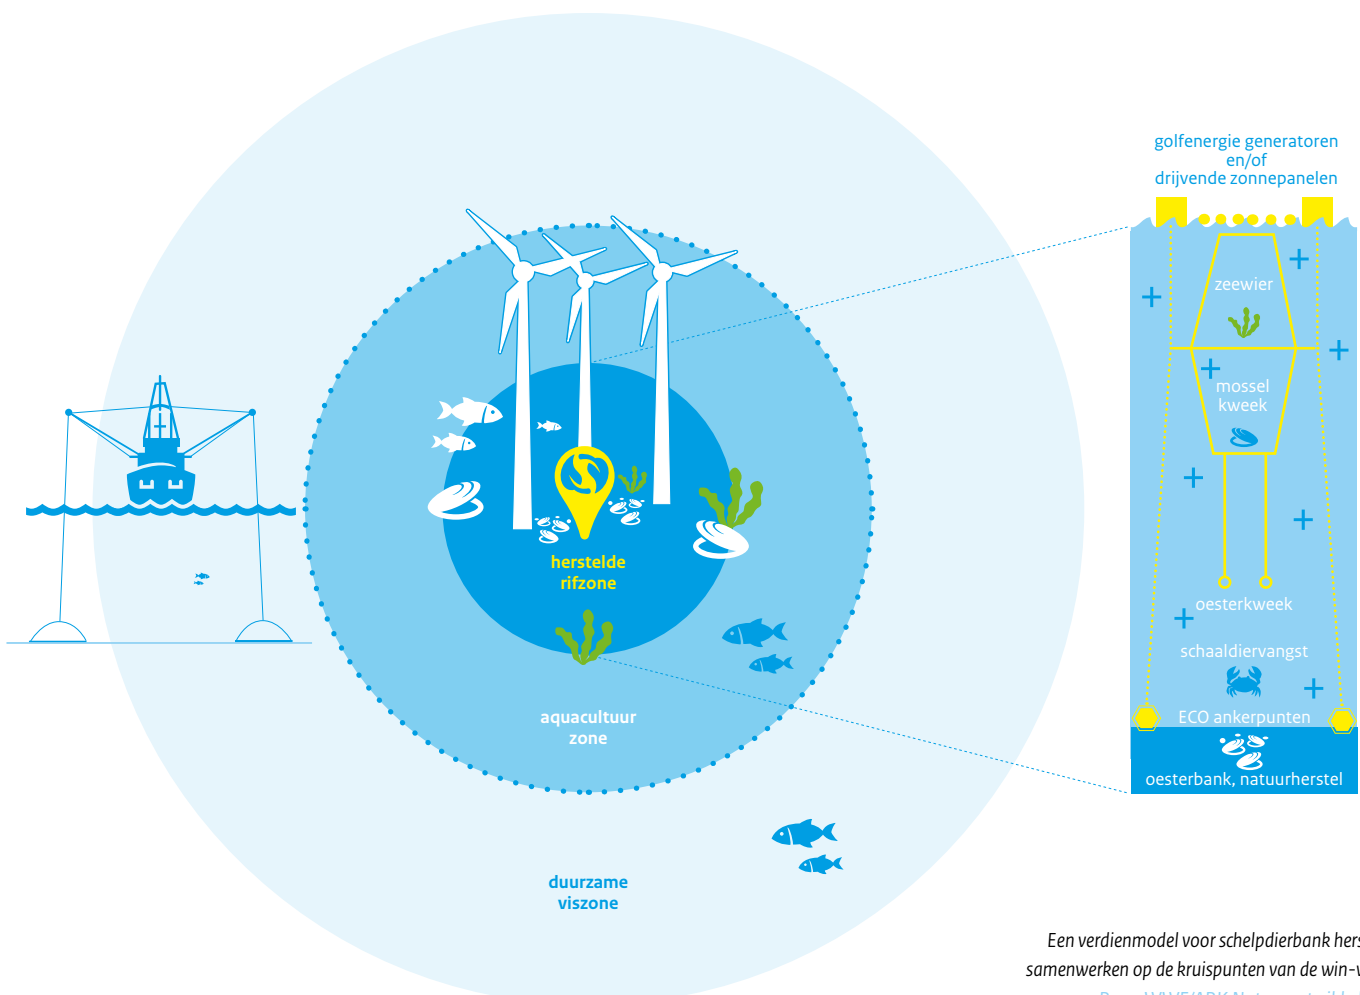 golfenergie generatoren
en/of
drijvende zonnepanelen
zeewier
mossel
kweek
oesterkweek
schaaldiervangst
ECO ankerpunten
oesterbank, natuurherstel
herstelde
rifzone
aquacultuur
zone
duurzame
viszone
Een verdienmodel voor schelpdierbank
samenwerken op de kruispunten van de